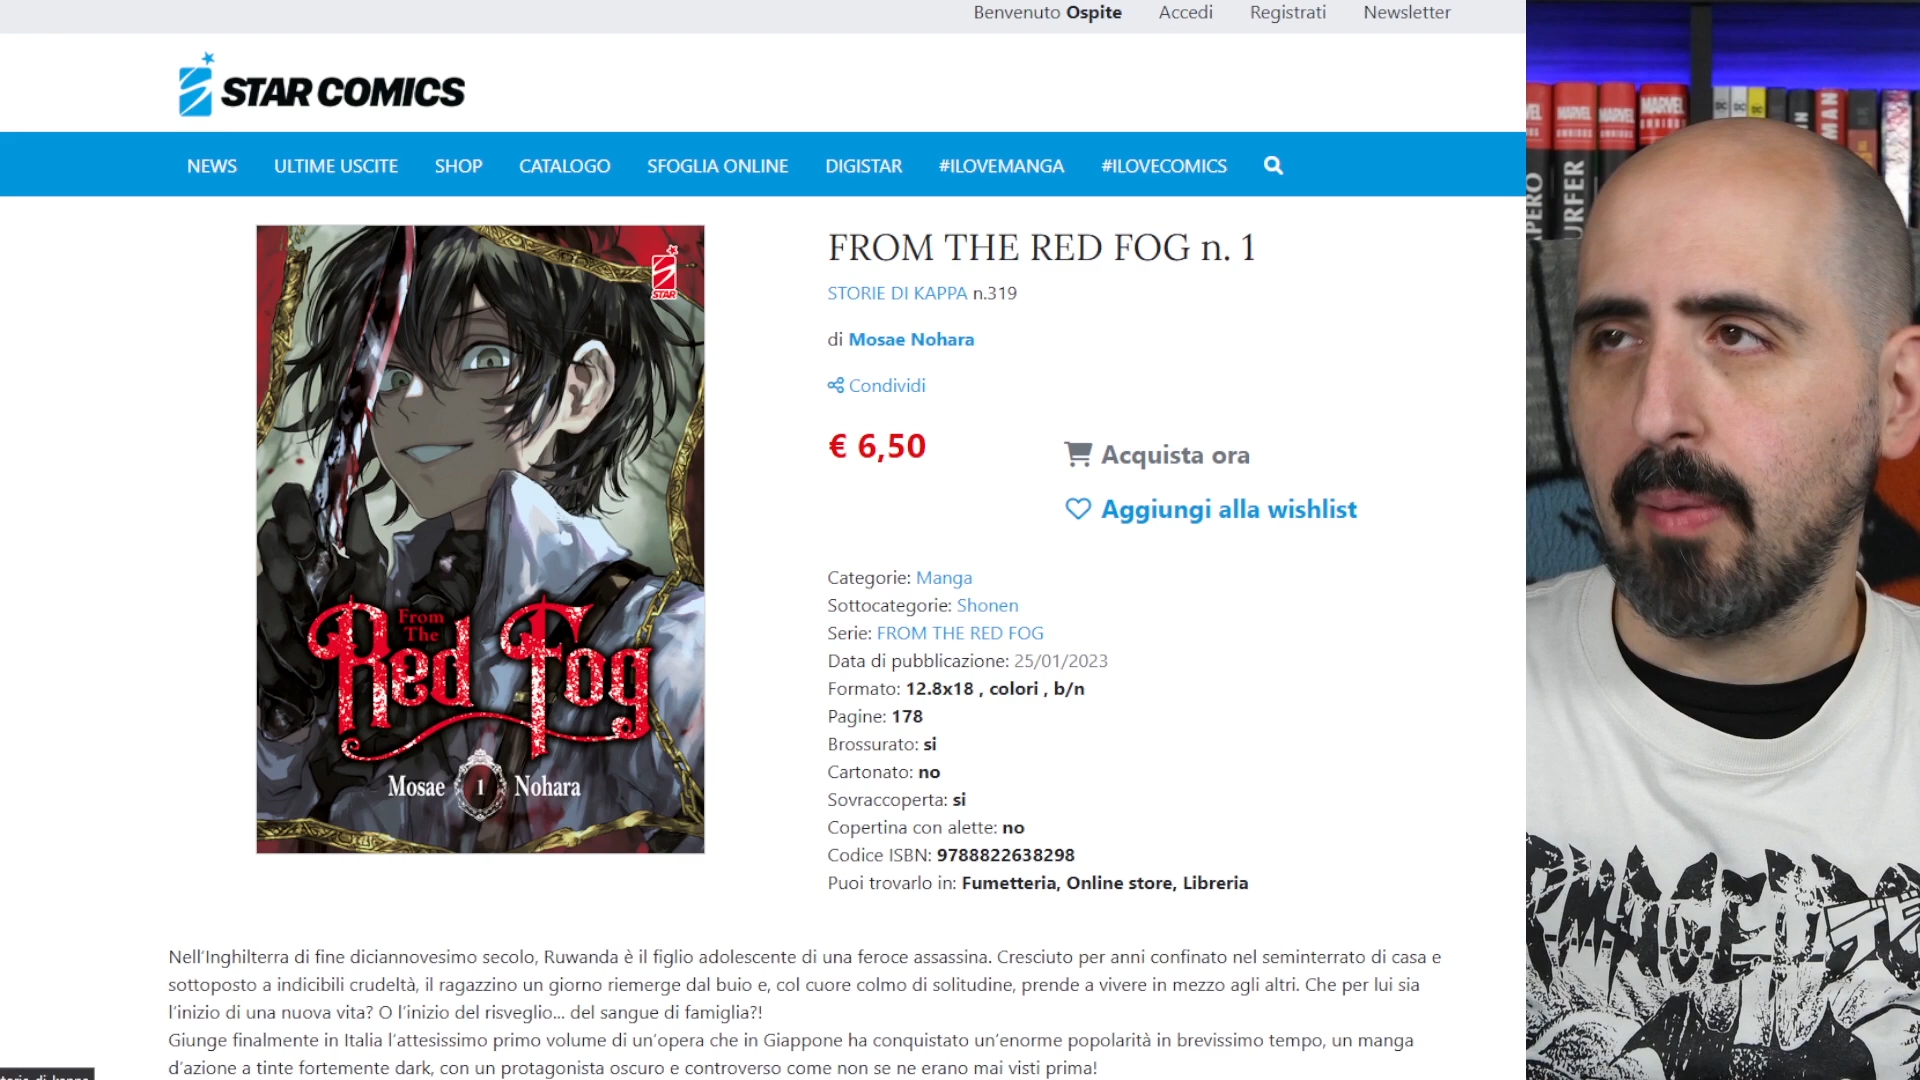 Benvenuto Ospite Accedi Registrati Newsletter
STAR COMICS
NEWS ULTIME USCITE SHOP CATALOGO SFOGLIA ONLINE DIGISTAR #ILOVEMANGA #ILOVECOMICS
STAR
From
The
Red Fog
Mosae 1 Nohara
FROM THE RED FOG n. 1
STORIE DI KAPPA n.319
di Mosae Nohara
Condividi
€ 6,50
Acquista ora
Aggiungi alla wishlist
Categorie: Manga
Sottocategorie: Shonen
Serie: FROM THE RED FOG
Data di pubblicazione: 25/01/2023
Formato: 12.8x18 , colori , b/n
Pagine: 178
Brossurato: si
Cartonato: no
Sovraccoperta: si
Copertina con alette: no
Codice ISBN: 9788822638298
Puoi trovarlo in: Fumetteria, Online store, Libreria
Nell'Inghilterra di fine diciannovesimo secolo, Ruwanda è il figlio adolescente di una feroce assassina. Cresciuto per anni confinato nel seminterrato di casa e
sottoposto a indicibili crudeltà, il ragazzino un giorno riemerge dal buio e, col cuore colmo di solitudine, prende a vivere in mezzo agli altri. Che per lui sia
l'inizio di una nuova vita? O l'inizio del risveglio... del sangue di famiglia?!
Giunge finalmente in Italia l'attesissimo primo volume di un'opera che in Giappone ha conquistato un'enorme popolarità in brevissimo tempo, un manga
d'azione a tinte fortemente dark, con un protagonista oscuro e controverso come non se ne erano mai visti prima!
MARVEL MARVEL MARVEL
DC DC DC
MAN
URFER